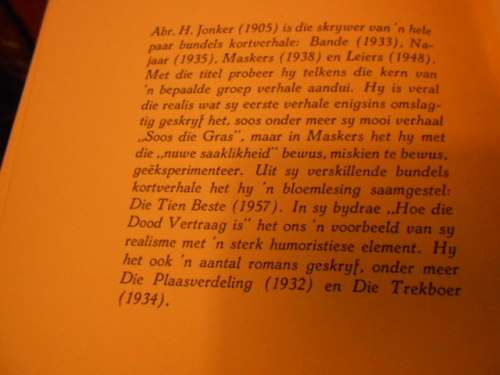 Abr. H. Jonker (1905) is die skrywer van 'n hele
paar bundels kortverhale: Bande (1933), Na-
jaar (1935), Maskers (1938) en Leiers (1948).
Met die titel probeer hy telkens die kern van
'n bepaalde groep verhale aandui. Hy is veral
die realis wat sy eerste verhale enigsins omslag-
tig geskryf het, soos onder meer sy mooi verhaal
„Soos die Gras", maar in Maskers het hy met
die „nuwe saaklikheid" bewus, miskien te bewus,
geëksperimenteer. Uit sy verskillende bundels
kortverhale het hy 'n bloemlesing saamgestel:
Die Tien Beste (1957). In sy bydrae „Hoe die
Dood Vertraag is" het ons 'n voorbeeld van sy
realisme met 'n sterk humoristiese element. Hy
het ook 'n aantal romans geskryf, onder meer
Die Plaasverdeling (1932) en Die Trekboer
(1934).